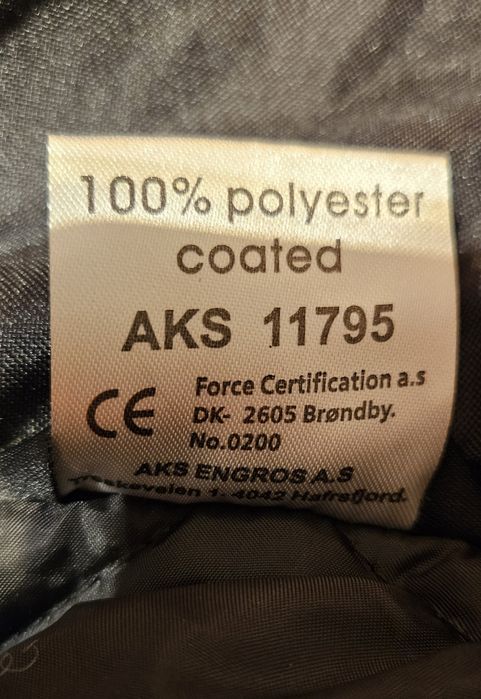 100% polyester
coated
AKS 11795
CE
Force Certification a.s
DK- 2605 Brøndby.
No.0200
AKS ENGROS A.S
1- 4042 Hafrsfjord.